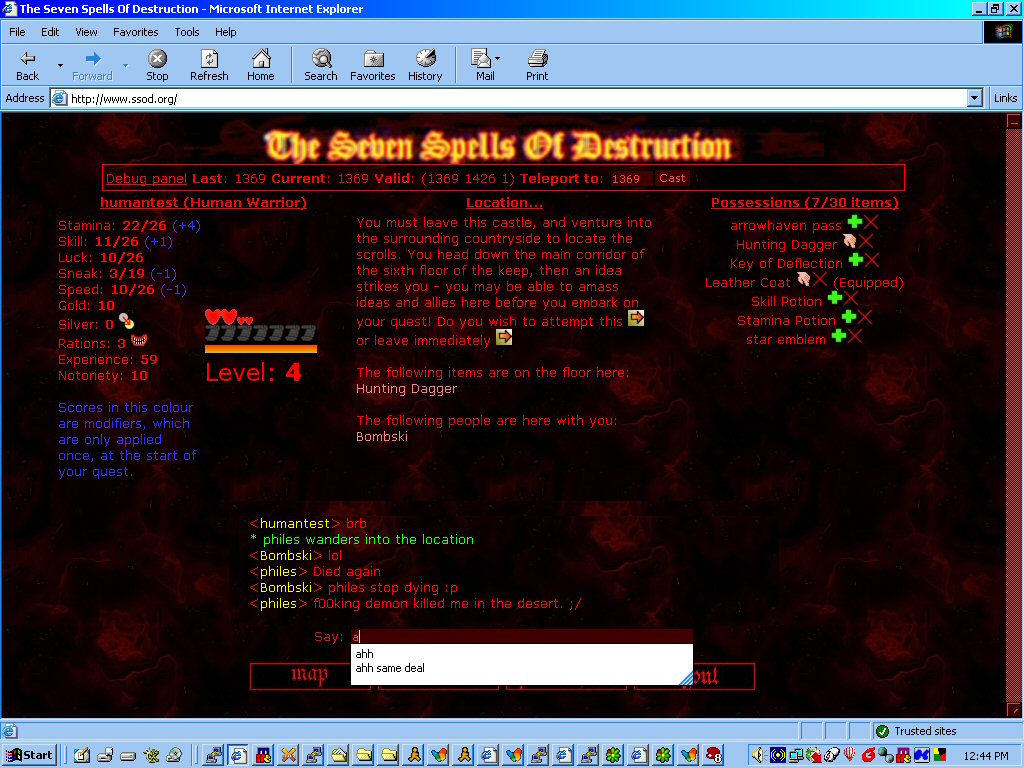 The Seven Spells Of Destruction - Microsoft Internet Explorer
File Edit View Favorites Tools Help
Back Forward Stop Refresh Home Search Favorites History Mail Print
Address http://www.ssod.org/ Links
The Seven Spells Of Destruction
Debug panel Last: 1369 Current: 1369 Valid: (1369 1426 1) Teleport to: 1369 Cast
humantest (Human Warrior)
Stamina: 22/26 (+4)
Skill: 11/26 (+1)
Luck: 10/26
Sneak: 3/19 (-1)
Speed: 10/26 (-1)
Gold: 10
Silver: 0
Rations: 3
Experience: 59
Notoriety: 10
Level: 4
Scores in this colour
are modifiers, which
are only applied
once, at the start of
your quest.
Location...
You must leave this castle, and venture into
the surrounding countryside to locate the
scrolls. You head down the main corridor of
the sixth floor of the keep, then an idea
strikes you - you may be able to amass
ideas and allies here before you embark on
your quest! Do you wish to attempt this
or leave immediately
The following items are on the floor here:
Hunting Dagger
The following people are here with you:
Bombski
Possessions (7/30 items)
arrowhaven pass
Hunting Dagger
Key of Deflection
Leather Coat (Equipped)
Skill Potion
Stamina Potion
star emblem
<humantest> brb
* philes wanders into the location
<Bombski> lol
<philes> Died again
<Bombski> philes stop dying :p
<philes> f00king demon killed me in the desert. ;/
Say: a
ahh
ahh same deal
map
Trusted sites
Start 8 12:44 PM